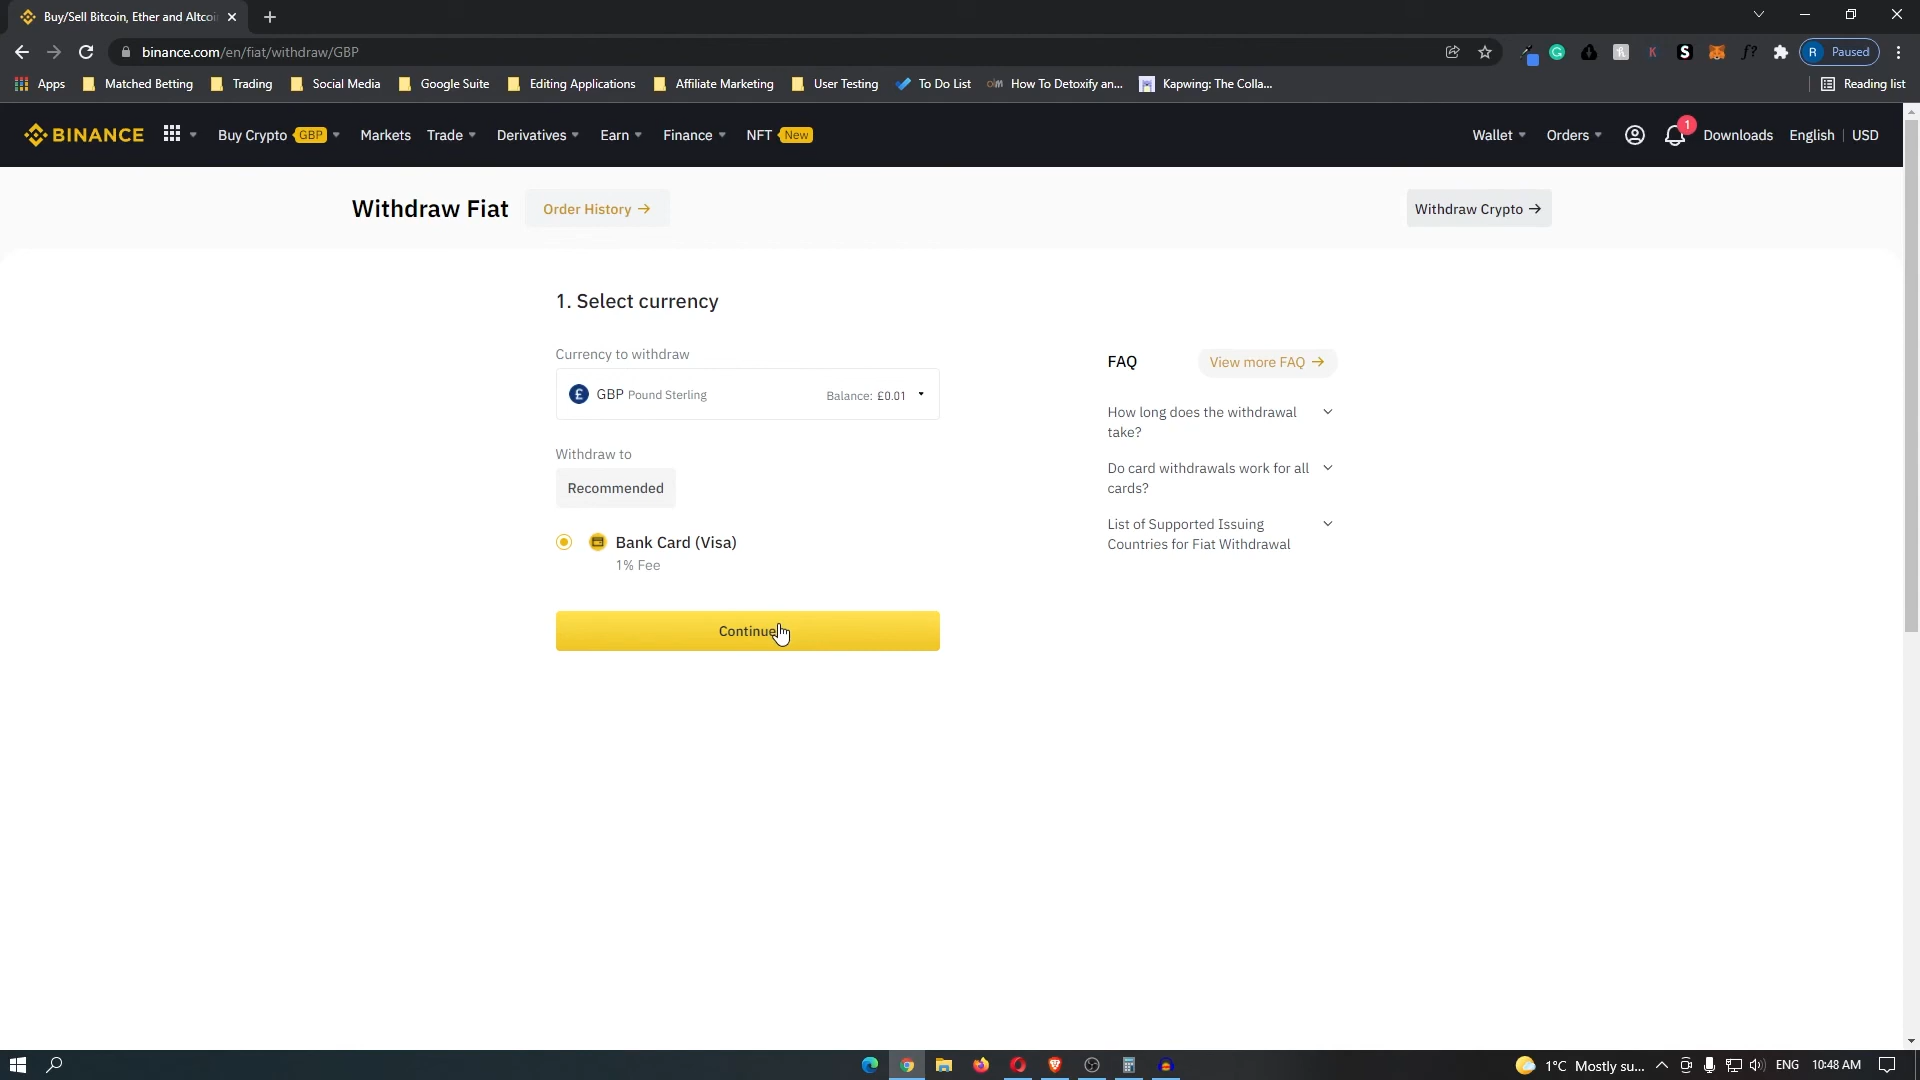 Buy/Sell Bitcoin, Ether and Altcoi
binance.com/en/fiat/withdraw/GBP
R Paused
Apps Matched Betting Trading Social Media Google Suite Editing Applications Affiliate Marketing User Testing To Do List How To Detoxify an... Kapwing: The Colla... Reading list
BINANCE Buy Crypto GBP Markets Trade Derivatives Earn Finance NFT New Wallet Orders 1 Downloads English USD
Withdraw Fiat Order History → Withdraw Crypto →
1. Select currency
Currency to withdraw
£ GBP Pound Sterling Balance: £0.01
Withdraw to
Recommended
Bank Card (Visa)
1% Fee
Continue
FAQ View more FAQ →
How long does the withdrawal
take?
Do card withdrawals work for all
cards?
List of Supported Issuing
Countries for Fiat Withdrawal
1°C Mostly su... ENG 10:48 AM